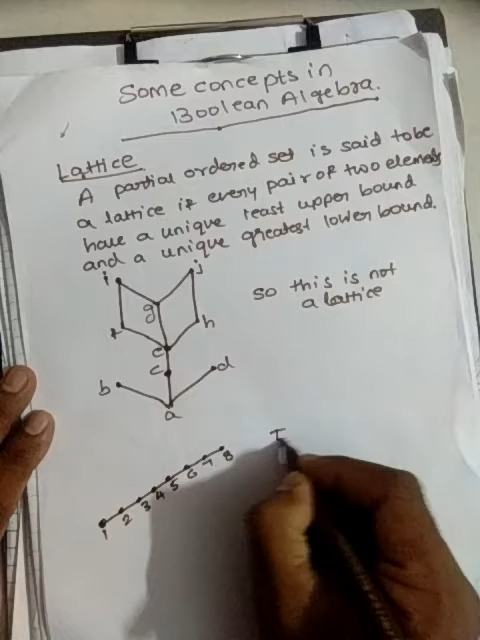 Some concepts in
Boolean Algebra.
Lattice
A partial ordered set is said to be
a lattice if every pair of two elements
have a unique least upper bound
and a unique greatest lower bound.
i
j
g
f
h
so this is not
a lattice
e
c
d
b
a
1 2 3 4 5 6 7 8
I